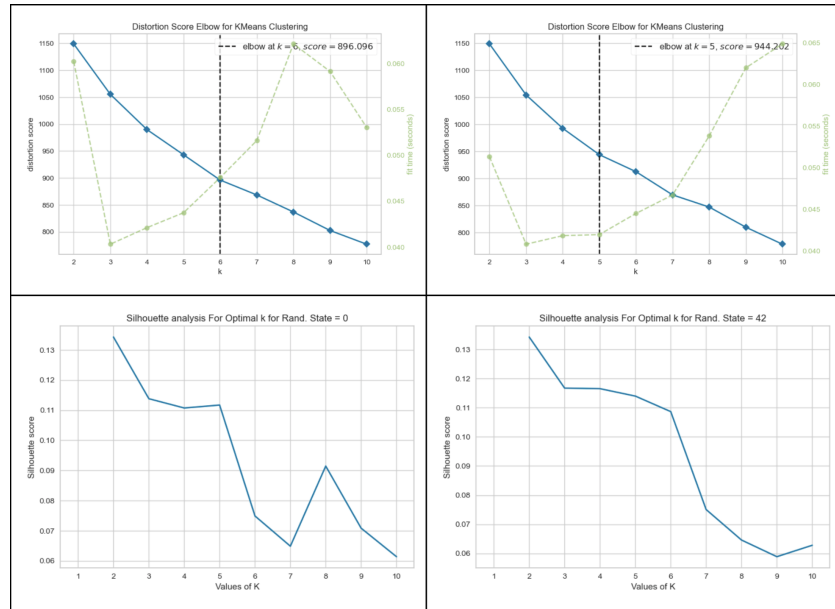 Distortion Score Elbow for KMeans Clustering
elbow at k = 6, score = 896.096
1150
1100
1050
1000
950
900
850
800
distortion score
0.060
0.055
0.050
0.045
0.040
fit time (seconds)
2 3 4 5 6 7 8 9 10
k
Distortion Score Elbow for KMeans Clustering
elbow at k = 5, score = 944.202
1150
1100
1050
1000
950
900
850
800
distortion score
0.065
0.060
0.055
0.050
0.045
0.040
fit time (seconds)
2 3 4 5 6 7 8 9 10
k
Silhouette analysis For Optimal k for Rand. State = 0
0.13
0.12
0.11
0.10
0.09
0.08
0.07
0.06
Silhouette score
1 2 3 4 5 6 7 8 9 10
Values of K
Silhouette analysis For Optimal k for Rand. State = 42
0.13
0.12
0.11
0.10
0.09
0.08
0.07
0.06
Silhouette score
1 2 3 4 5 6 7 8 9 10
Values of K